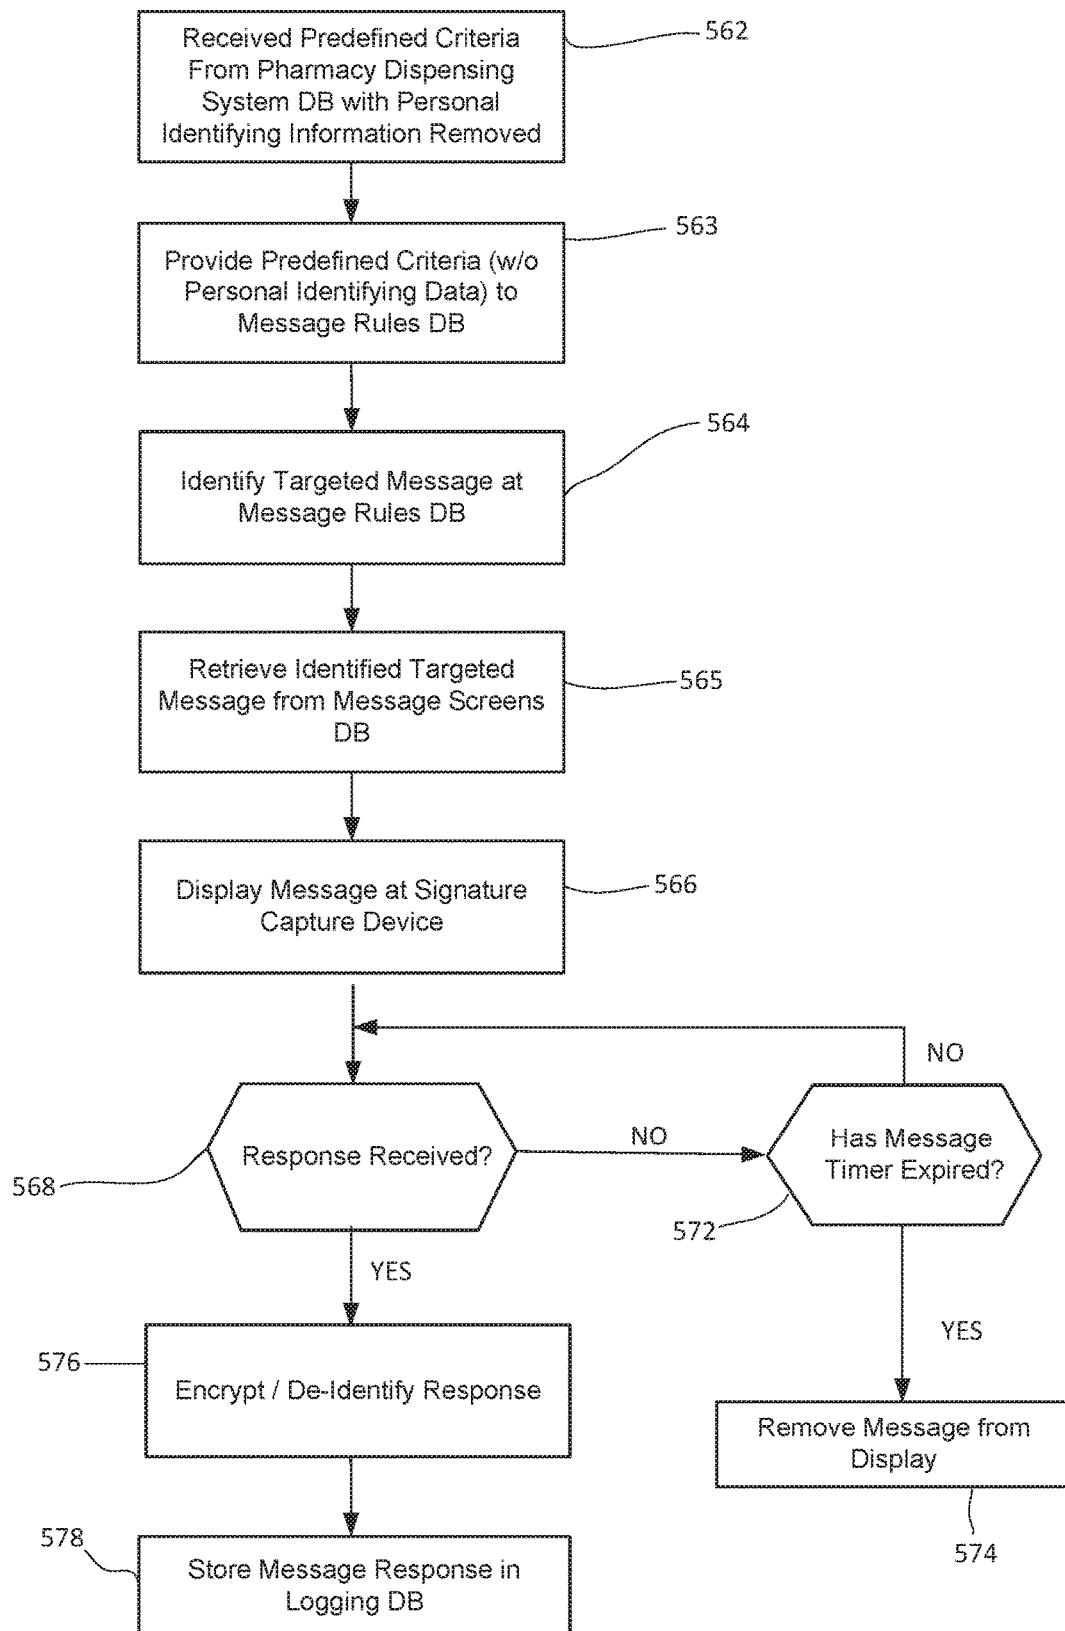 Received Predefined Criteria
From Pharmacy Dispensing
System DB with Personal
Identifying Information Removed
562
Provide Predefined Criteria (w/o
Personal Identifying Data) to
Message Rules DB
563
Identify Targeted Message at
Message Rules DB
564
Retrieve Identified Targeted
Message from Message Screens
DB
565
Display Message at Signature
Capture Device
566
NO
Response Received?
568
NO
Has Message
Timer Expired?
572
YES
YES
576
Encrypt / De-Identify Response
Remove Message from
Display
574
578
Store Message Response in
Logging DB